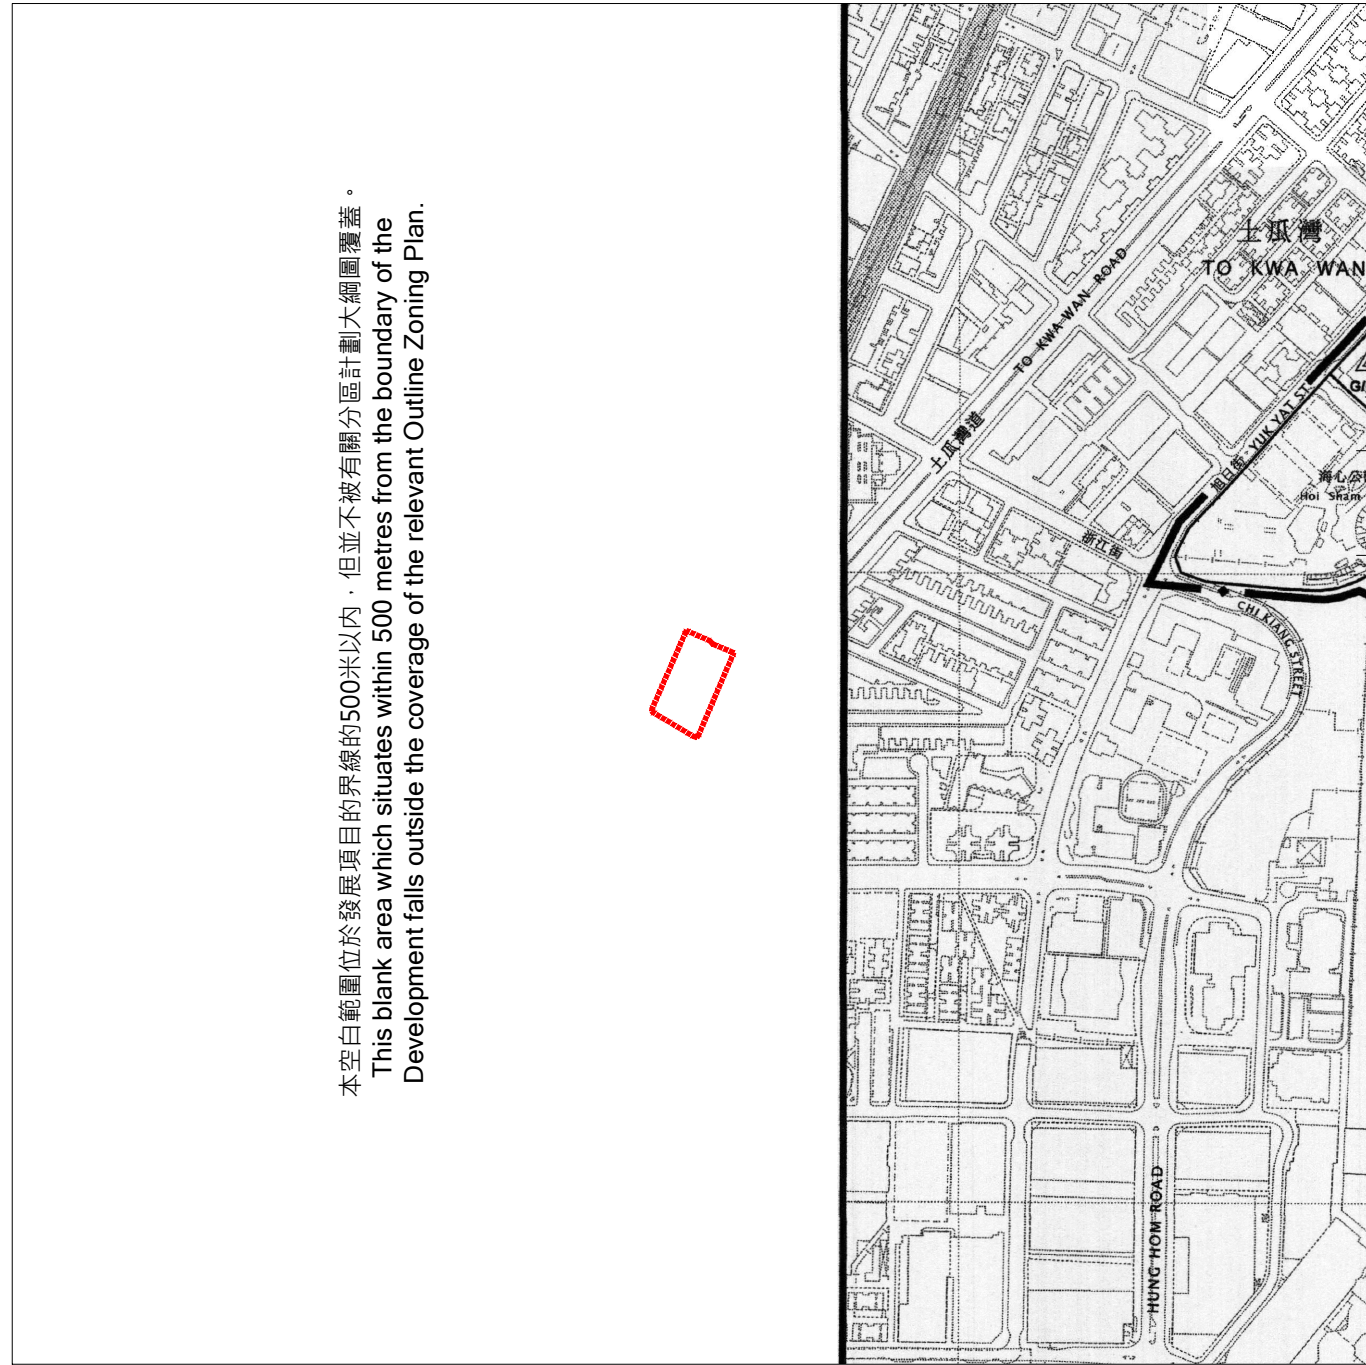 本空白範圍位於發展項目的界線的500米以內，但並不被有關分區計劃大綱圖覆蓋。
This blank area which situates within 500 metres from the boundary of the
Development falls outside the coverage of the relevant Outline Zoning Plan.
土瓜灣
TO KWA WAN
TO KWA WAN ROAD
土瓜灣道
旭日街 YUK YAT ST.
海心公
Hoi Sham
浙江街
CHI KIANG STREET
HUNG HOM ROAD